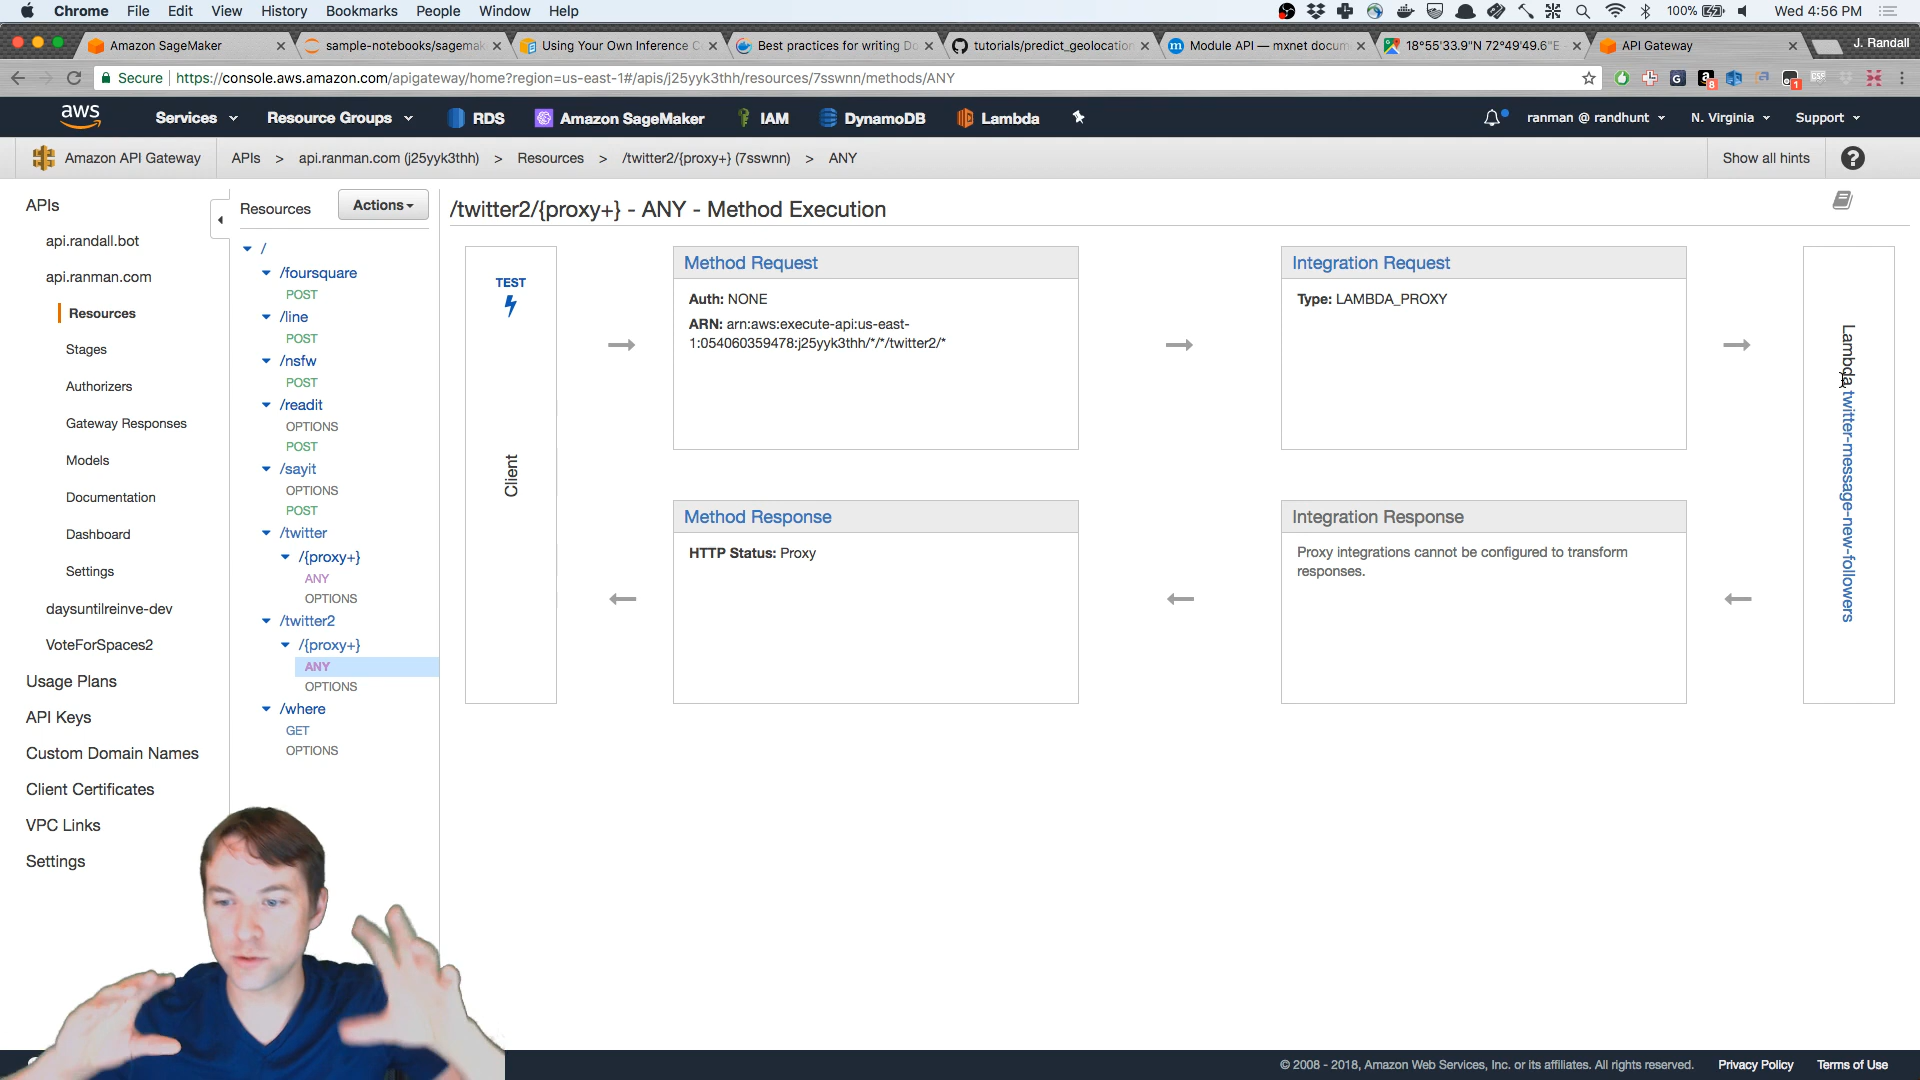 Chrome File Edit View History Bookmarks People Window Help
100% Wed 4:56 PM
Amazon SageMaker
sample-notebooks/sagemak
Using Your Own Inference C
Best practices for writing Do
tutorials/predict_geolocation
Module API — mxnet docum
18°55'33.9"N 72°49'49.6"E
API Gateway
J. Randall
Secure https://console.aws.amazon.com/apigateway/home?region=us-east-1#/apis/j25yyk3thh/resources/7sswnn/methods/ANY
aws Services Resource Groups RDS Amazon SageMaker IAM DynamoDB Lambda ranman @ randhunt N. Virginia Support
Amazon API Gateway APIs > api.ranman.com (j25yyk3thh) > Resources > /twitter2/{proxy+} (7sswnn) > ANY Show all hints ?
APIs
api.randall.bot
api.ranman.com
Resources
Stages
Authorizers
Gateway Responses
Models
Documentation
Dashboard
Settings
daysuntilreinve-dev
VoteForSpaces2
Usage Plans
API Keys
Custom Domain Names
Client Certificates
VPC Links
Settings
Resources Actions
/
/foursquare
POST
/line
POST
/nsfw
POST
/readit
OPTIONS
POST
/sayit
OPTIONS
POST
/twitter
/{proxy+}
ANY
OPTIONS
/twitter2
/{proxy+}
ANY
OPTIONS
/where
GET
OPTIONS
/twitter2/{proxy+} - ANY - Method Execution
TEST
Client
Method Request
Auth: NONE
ARN: arn:aws:execute-api:us-east-
1:054060359478:j25yyk3thh/*/*/twitter2/*
Integration Request
Type: LAMBDA_PROXY
Method Response
HTTP Status: Proxy
Integration Response
Proxy integrations cannot be configured to transform
responses.
Lambda twitter-message-new-followers
© 2008 - 2018, Amazon Web Services, Inc. or its affiliates. All rights reserved. Privacy Policy Terms of Use